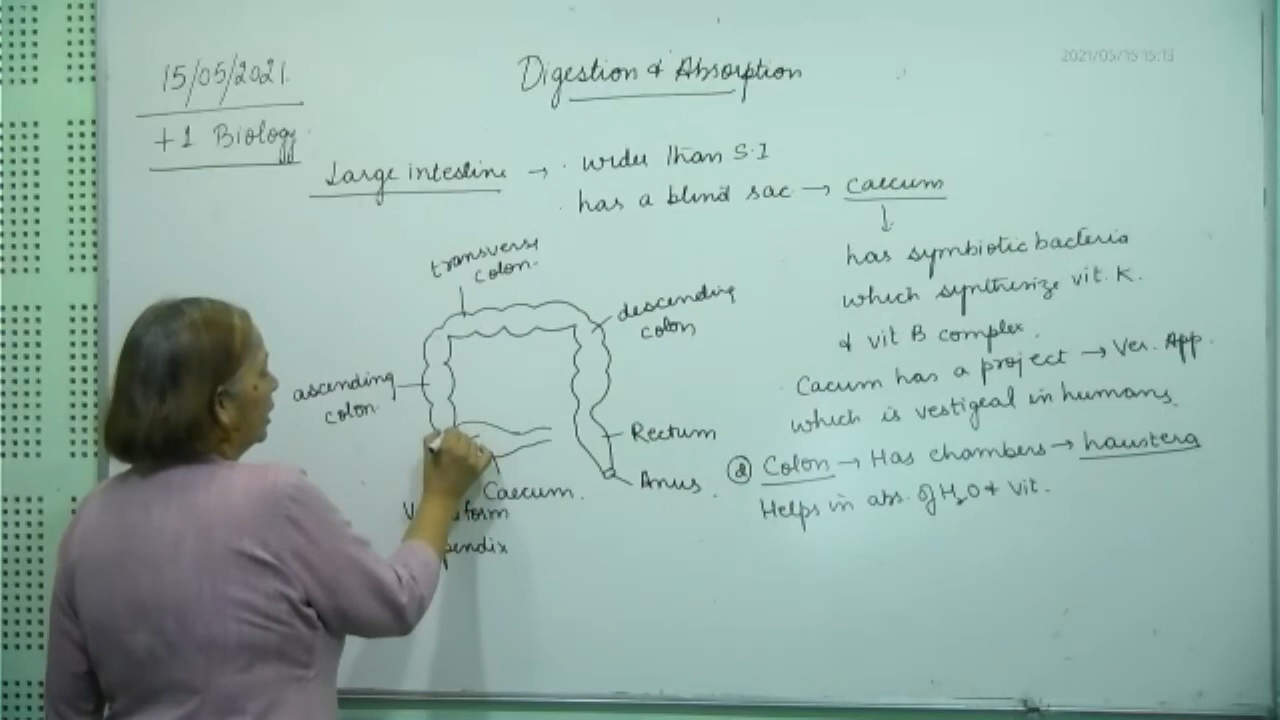 15/05/2021.
+1 Biology
Digestion & Absorption
2021/05/15 15:13
Large intestine → . wider than S.I
. has a blind sac → caecum
↓
has symbiotic bacteria
which synthesize vit. K.
& vit B complex.
Cacum has a project → Ver. App.
which is vestigeal in humans.
② Colon → Has chambers → haustera
Helps in abs. of H2O & Vit.
transverse
colon.
descending
colon
ascending
colon.
Rectum
Anus.
Caecum.